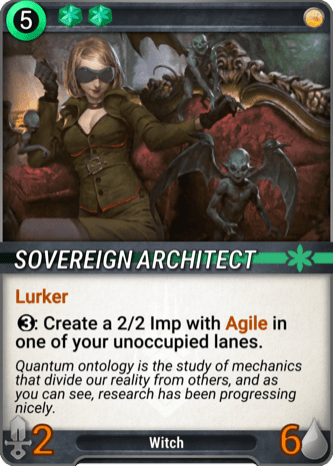 5
SOVEREIGN ARCHITECT
Lurker
3: Create a 2/2 Imp with Agile in
one of your unoccupied lanes.
Quantum ontology is the study of mechanics
that divide our reality from others, and as
you can see, research has been progressing
nicely.
2 Witch 6